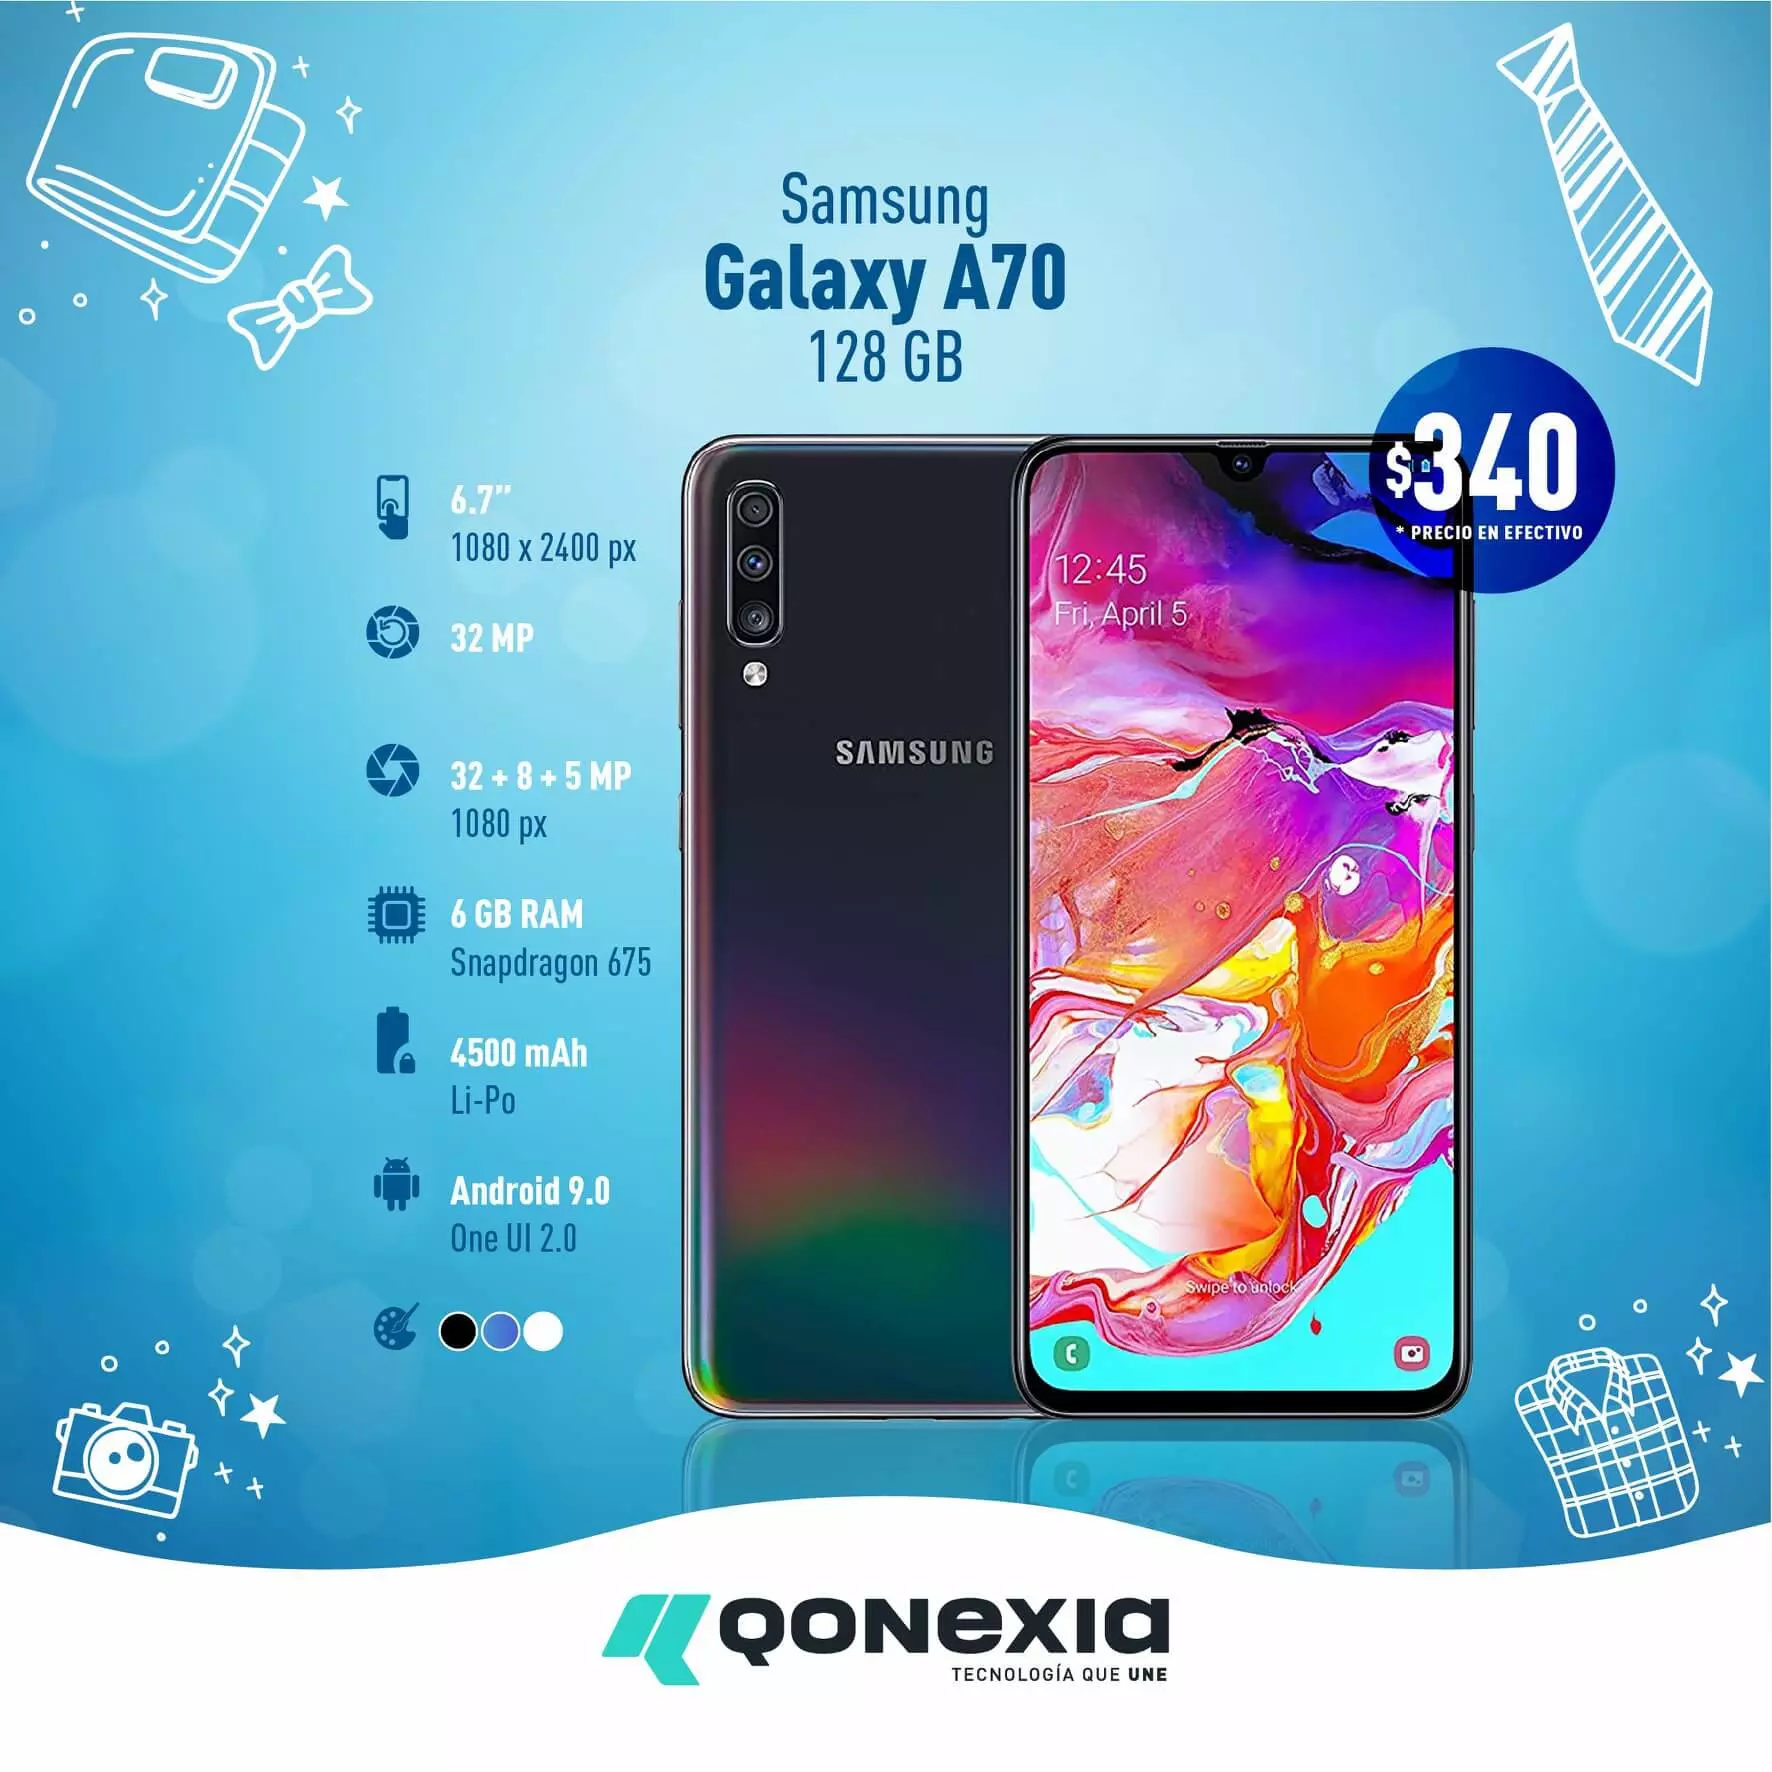 Samsung
Galaxy A70
128 GB
$340
* PRECIO EN EFECTIVO
6.7”
1080 x 2400 px
32 MP
32 + 8 + 5 MP
1080 px
6 GB RAM
Snapdragon 675
4500 mAh
Li-Po
Android 9.0
One UI 2.0
SAMSUNG
12:45
Fri, April 5
Swipe to unlock
QONEXIA
TECNOLOGÍA QUE UNE